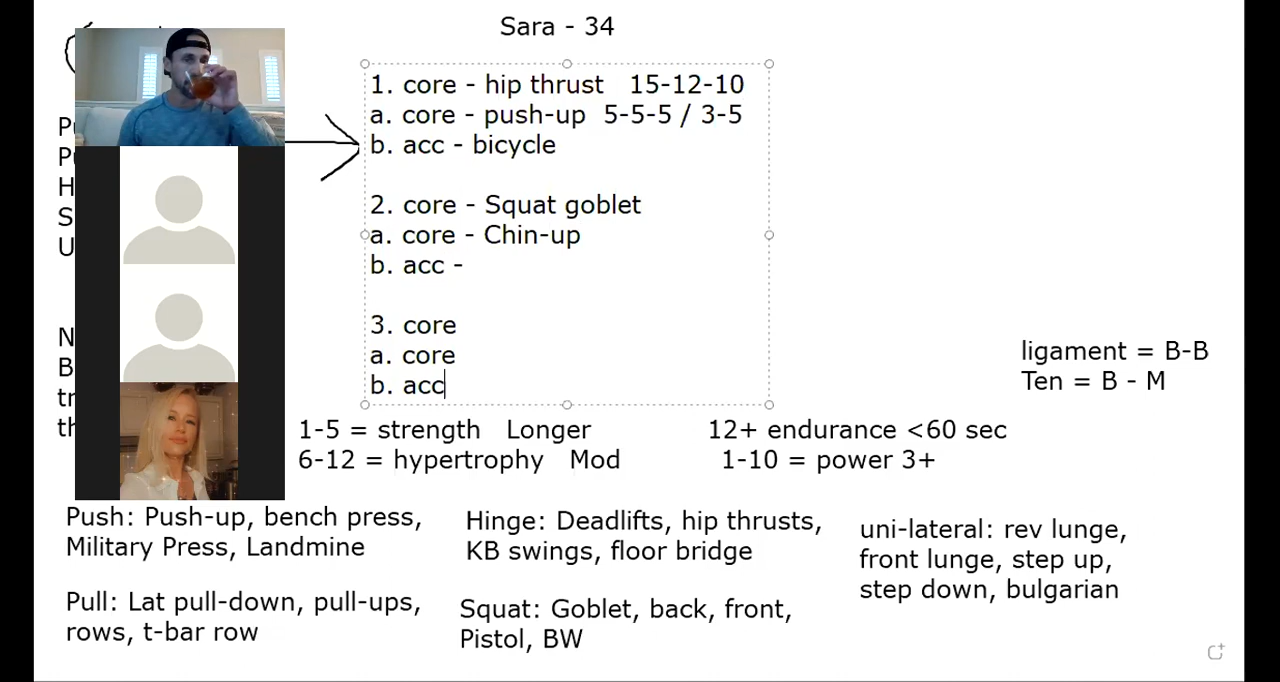 Sara - 34
1. core - hip thrust 15-12-10
a. core - push-up 5-5-5 / 3-5
b. acc - bicycle
2. core - Squat goblet
a. core - Chin-up
b. acc -
3. core
a. core
b. acc
ligament = B-B
Ten = B - M
1-5 = strength Longer
12+ endurance <60 sec
6-12 = hypertrophy Mod
1-10 = power 3+
Push: Push-up, bench press,
Military Press, Landmine
Hinge: Deadlifts, hip thrusts,
KB swings, floor bridge
uni-lateral: rev lunge,
front lunge, step up,
step down, bulgarian
Pull: Lat pull-down, pull-ups,
rows, t-bar row
Squat: Goblet, back, front,
Pistol, BW